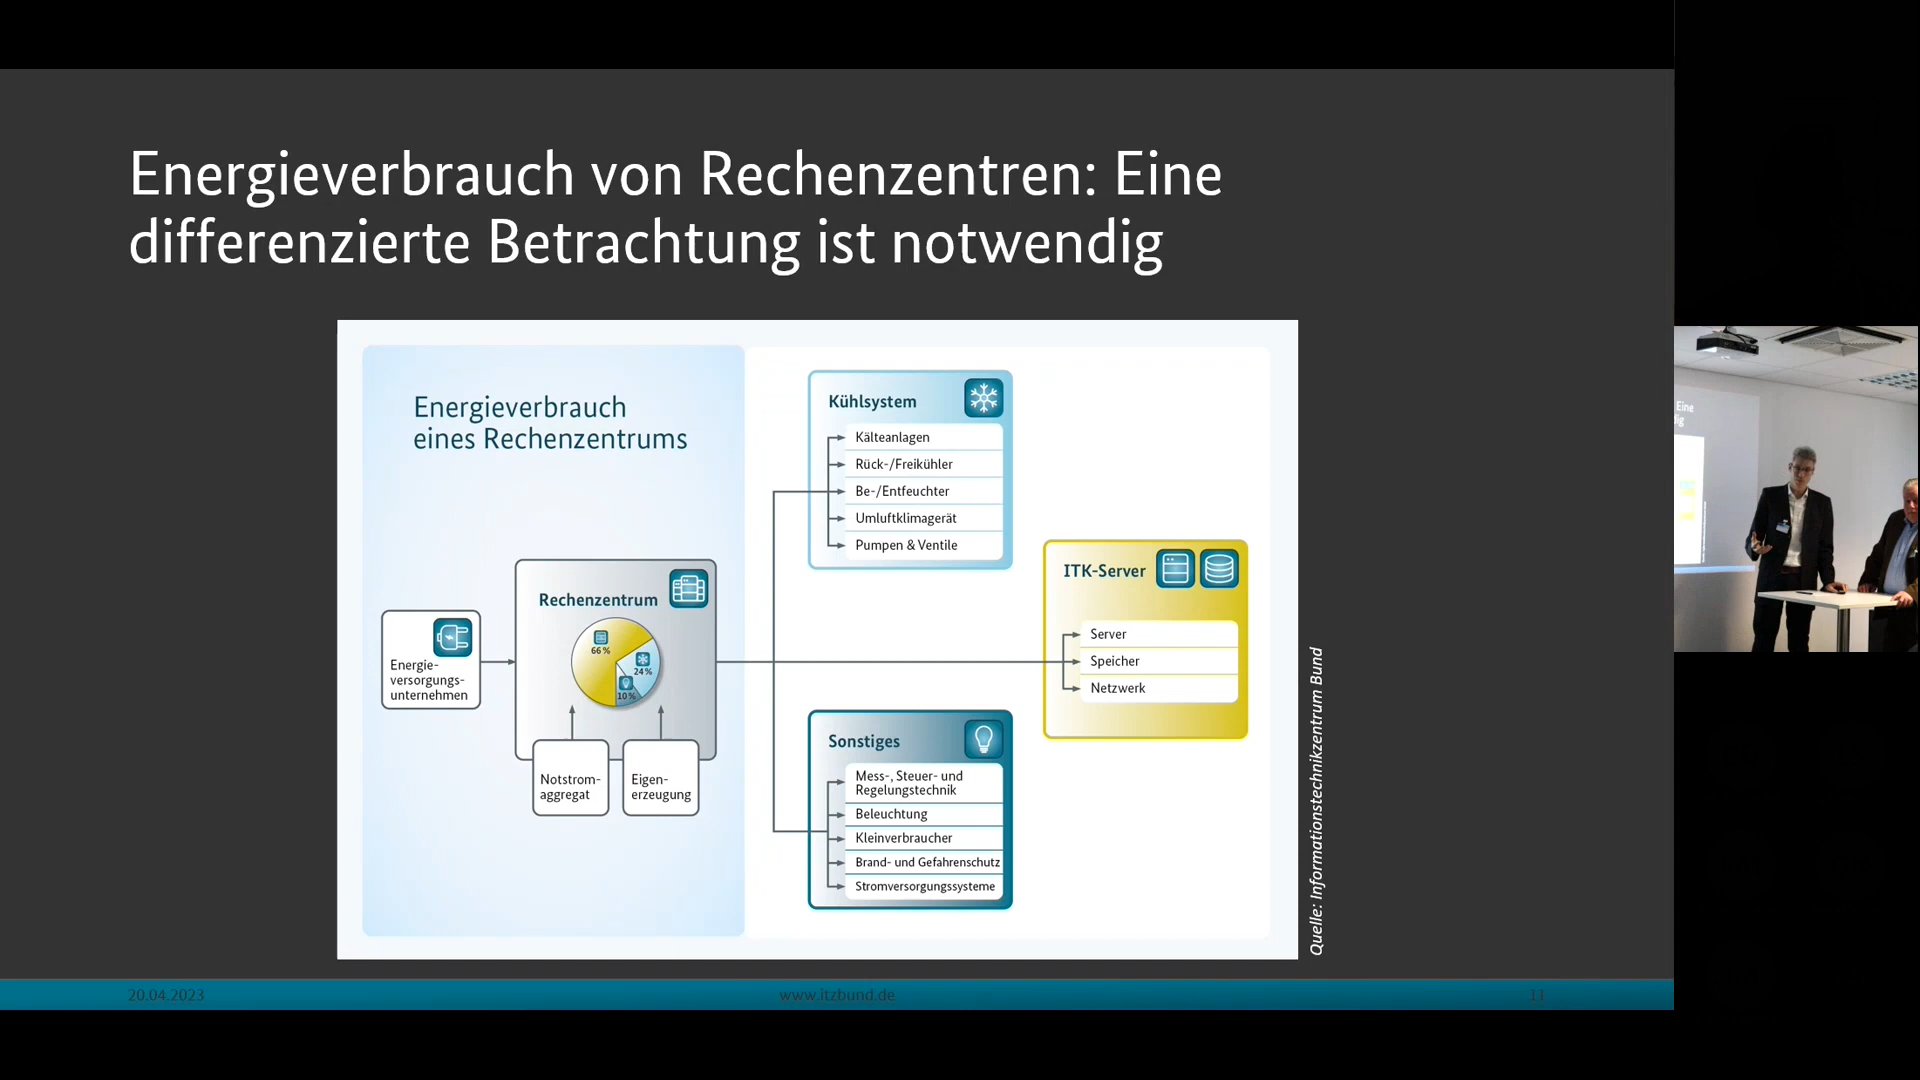 Energieverbrauch von Rechenzentren: Eine
differenzierte Betrachtung ist notwendig
Energieverbrauch
eines Rechenzentrums
Energie-
versorgungs-
unternehmen
Rechenzentrum
66 %
24 %
10 %
Notstrom-
aggregat
Eigen-
erzeugung
Kühlsystem
Kälteanlagen
Rück-/Freikühler
Be-/Entfeuchter
Umluftklimagerät
Pumpen & Ventile
ITK-Server
Server
Speicher
Netzwerk
Sonstiges
Mess-, Steuer- und
Regelungstechnik
Beleuchtung
Kleinverbraucher
Brand- und Gefahrenschutz
Stromversorgungssysteme
Quelle: Informationstechnikzentrum Bund
20.04.2023
www.itzbund.de
11
Eine
dig